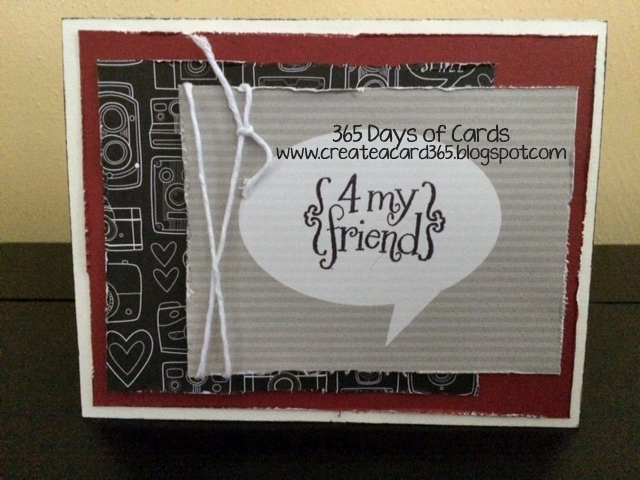 365 Days of Cards
www.createacard365.blogspot.com
4 my
friend